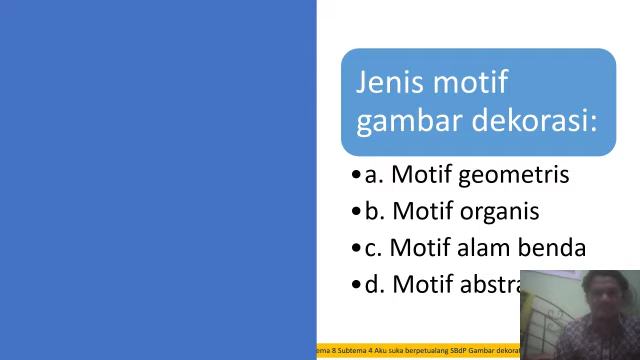 Jenis motif
gambar dekorasi:
•a. Motif geometris
•b. Motif organis
•c. Motif alam benda
•d. Motif
8 Subtema 4 Aku suka berpetualang SBdP Gambar